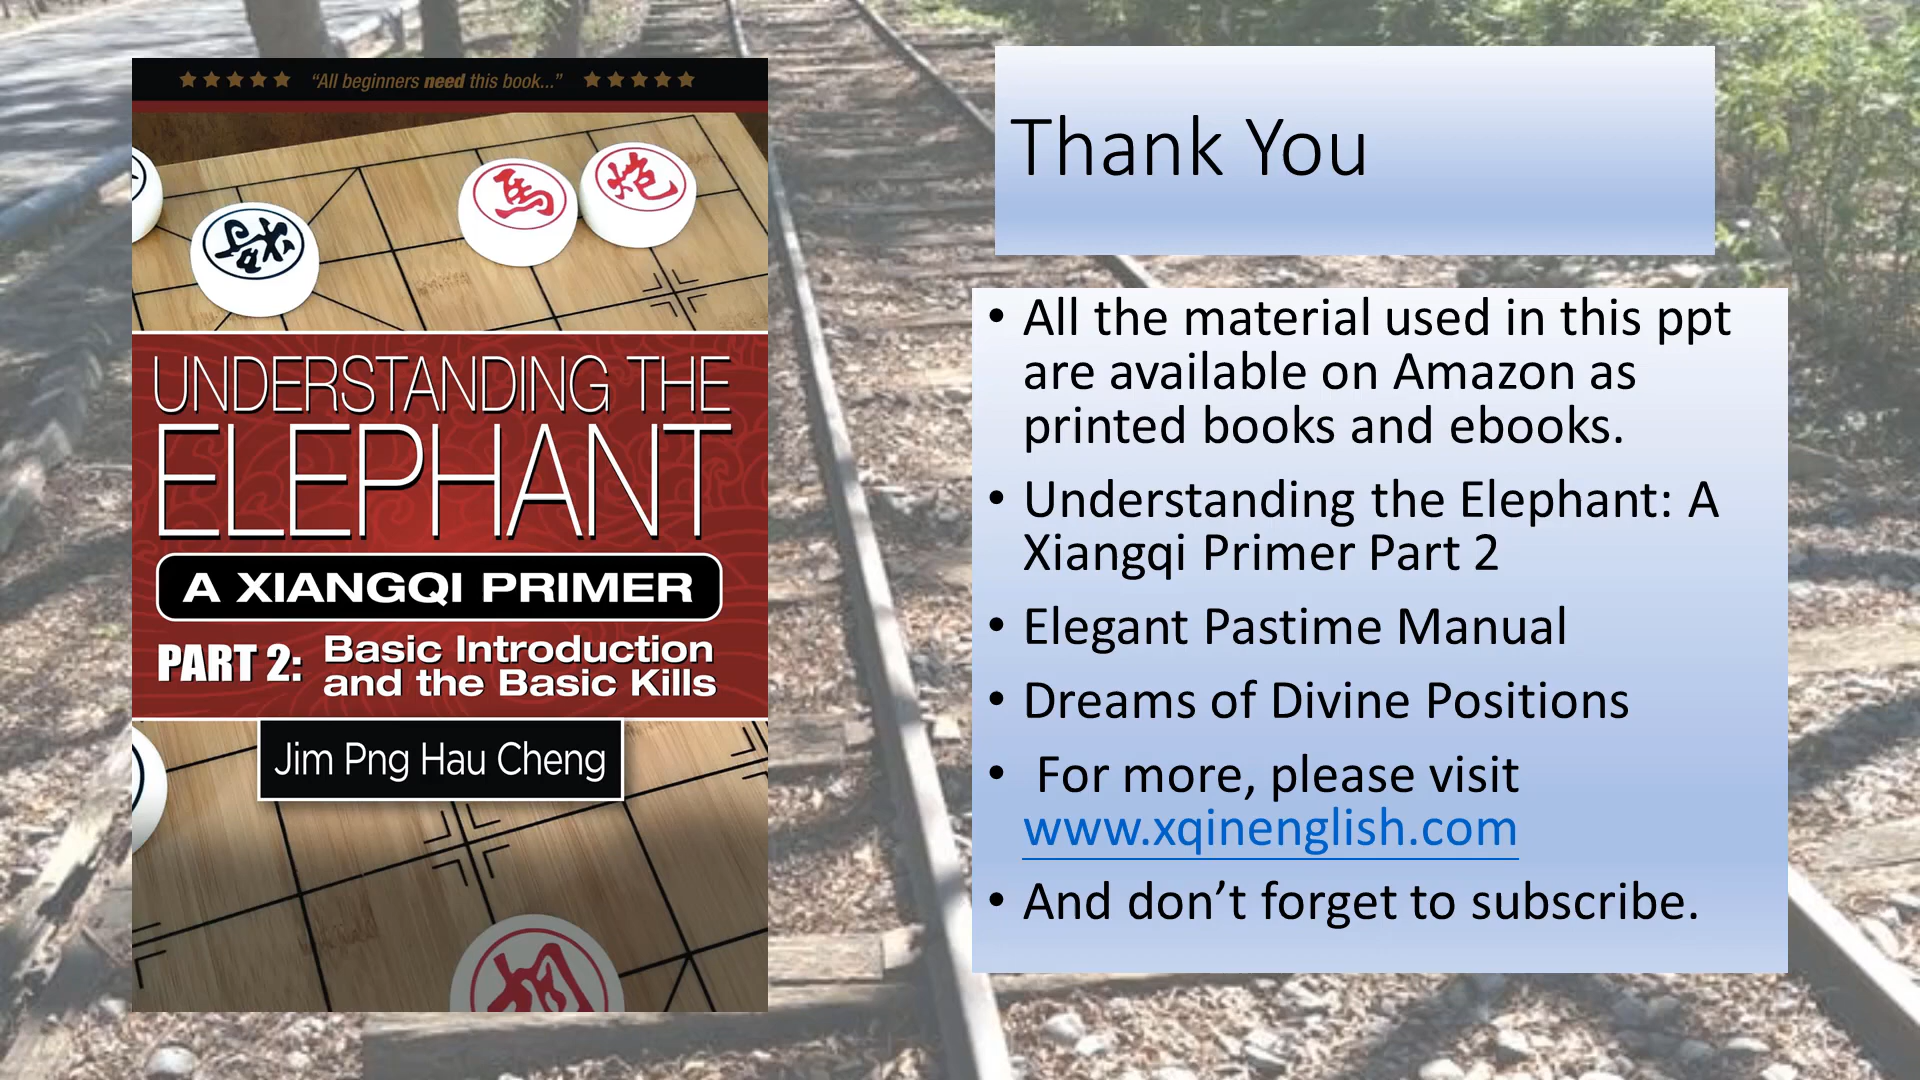 “All beginners need this book...”
馬
炮
UNDERSTANDING THE
ELEPHANT
A XIANGQI PRIMER
PART 2: Basic Introduction
and the Basic Kills
Jim Png Hau Cheng
Thank You
• All the material used in this ppt
are available on Amazon as
printed books and ebooks.
• Understanding the Elephant: A
Xiangqi Primer Part 2
• Elegant Pastime Manual
• Dreams of Divine Positions
• For more, please visit
www.xqinenglish.com
• And don’t forget to subscribe.